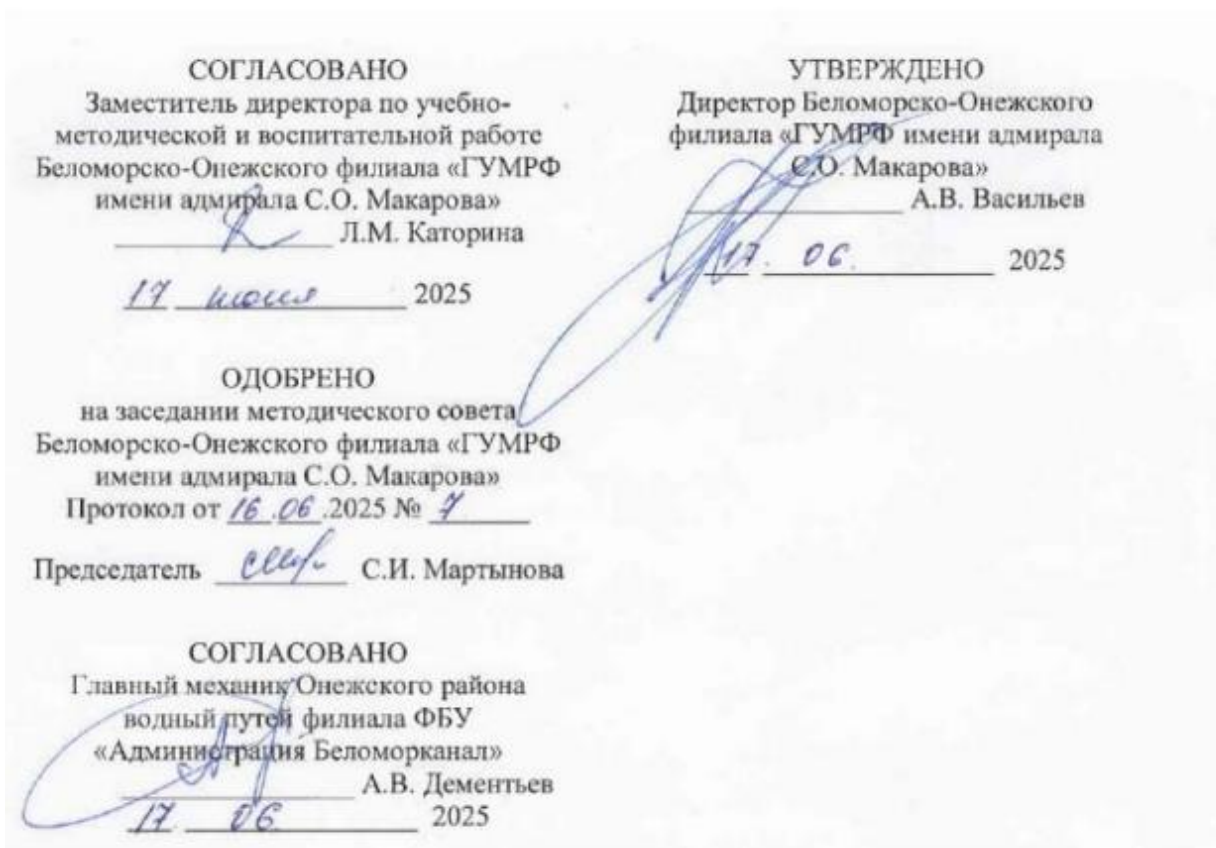 СОГЛАСОВАНО
Заместитель директора по учебно-
методической и воспитательной работе
Беломорско-Онежского филиала «ГУМРФ
имени адмирала С.О. Макарова»
Л.М. Каторина
17 июня 2025
УТВЕРЖДЕНО
Директор Беломорско-Онежского
филиала «ГУМРФ имени адмирала
С.О. Макарова»
А.В. Васильев
17. 06. 2025
ОДОБРЕНО
на заседании методического совета
Беломорско-Онежского филиала «ГУМРФ
имени адмирала С.О. Макарова»
Протокол от 16.06.2025 № 7
Председатель С.И. Мартынова
СОГЛАСОВАНО
Главный механик Онежского района
водный путей филиала ФБУ
«Администрация Беломорканал»
А.В. Дементьев
17 06 2025